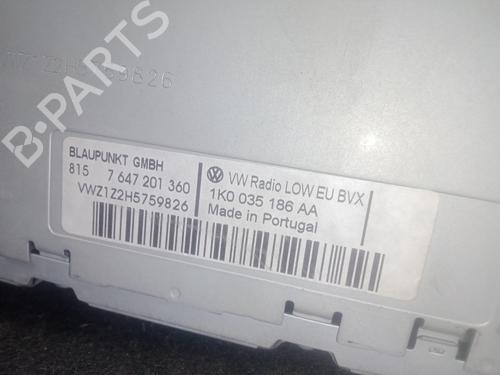 BLAUPUNKT GMBH
815 7 647 201 360
VWZ1Z2H5759826
VW Radio LOW EU BVX
1K0 035 186 AA
Made in Portugal
B-PARTS